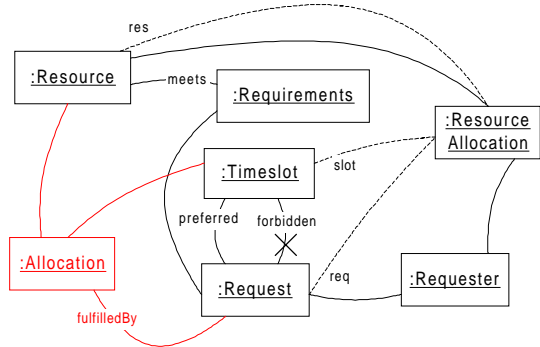 res
:Resource
meets
:Requirements
:Resource
Allocation
:Timeslot
slot
preferred
forbidden
:Allocation
:Request
req
:Requester
fulfilledBy